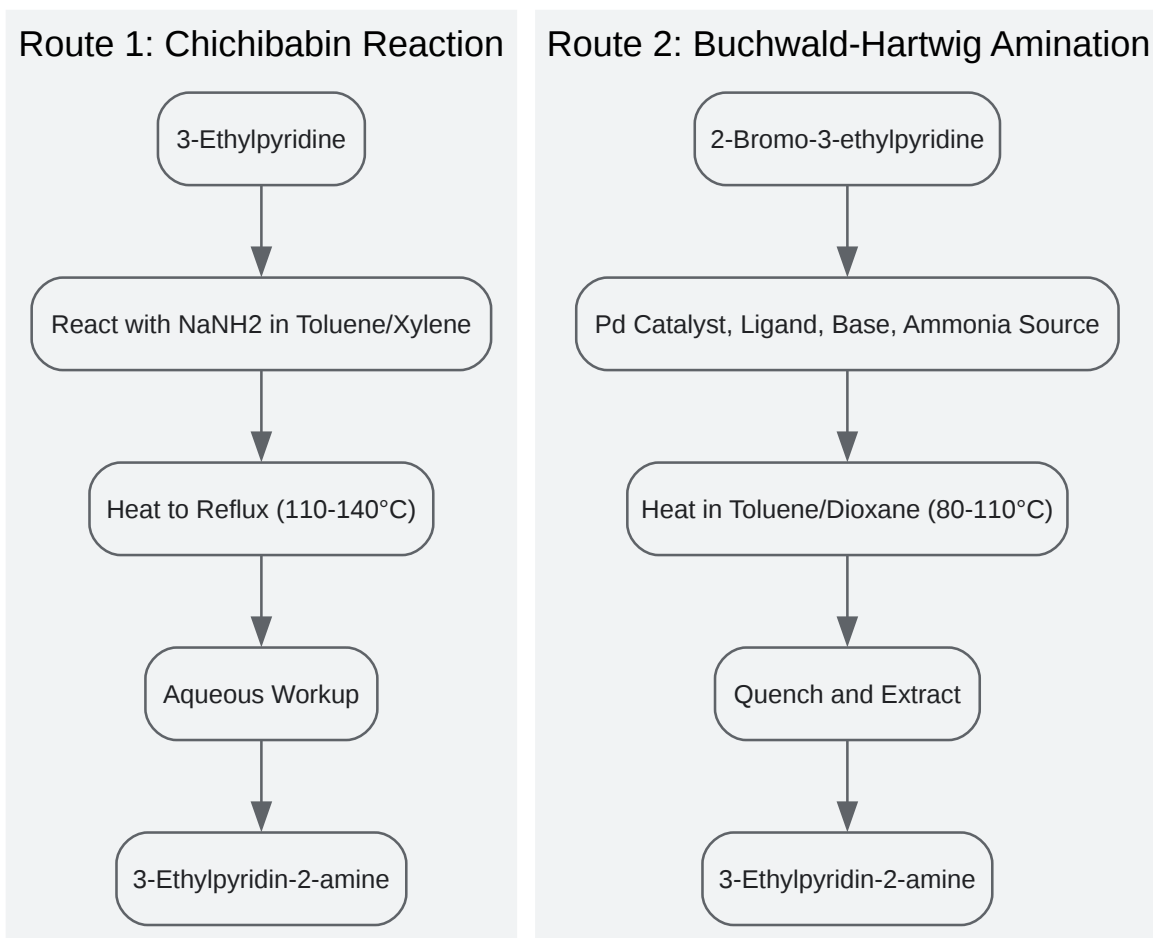 Route 1: Chichibabin Reaction
3-Ethylpyridine
React with NaNH2 in Toluene/Xylene
Heat to Reflux (110-140°C)
Aqueous Workup
3-Ethylpyridin-2-amine
Route 2: Buchwald-Hartwig Amination
2-Bromo-3-ethylpyridine
Pd Catalyst, Ligand, Base, Ammonia Source
Heat in Toluene/Dioxane (80-110°C)
Quench and Extract
3-Ethylpyridin-2-amine